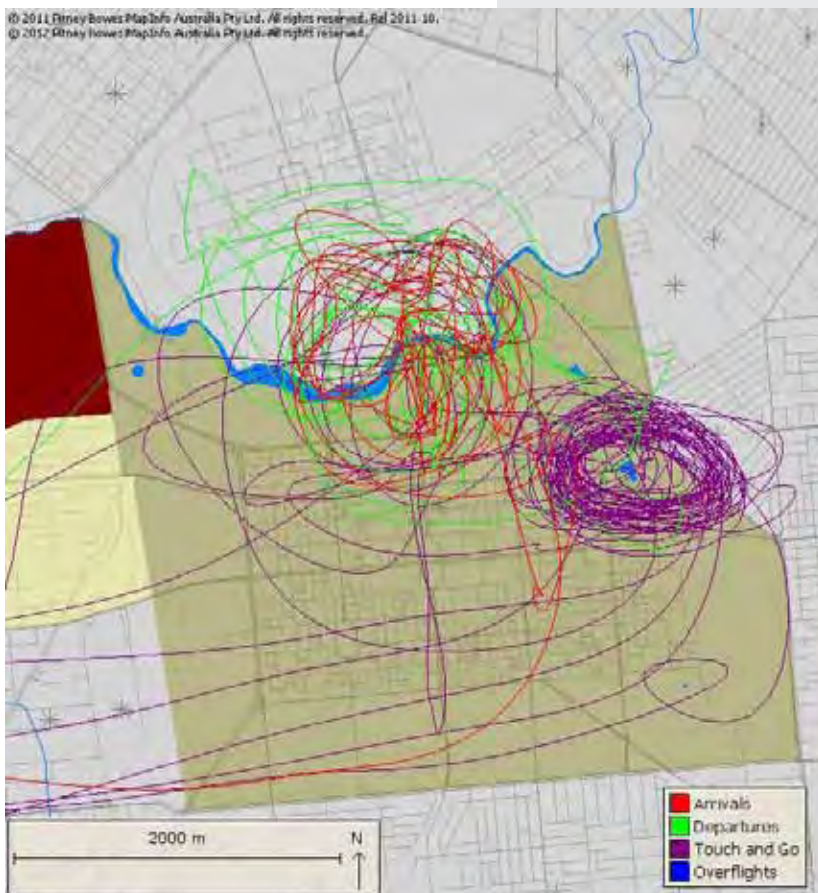 © 2011 Pitney Bowes MapInfo Australia Pty Ltd. All rights reserved. Rel 2011-10.
© 2012 Pitney Bowes MapInfo Australia Pty Ltd. All rights reserved.
2000 m
N
Arrivals
Departures
Touch and Go
Overflights